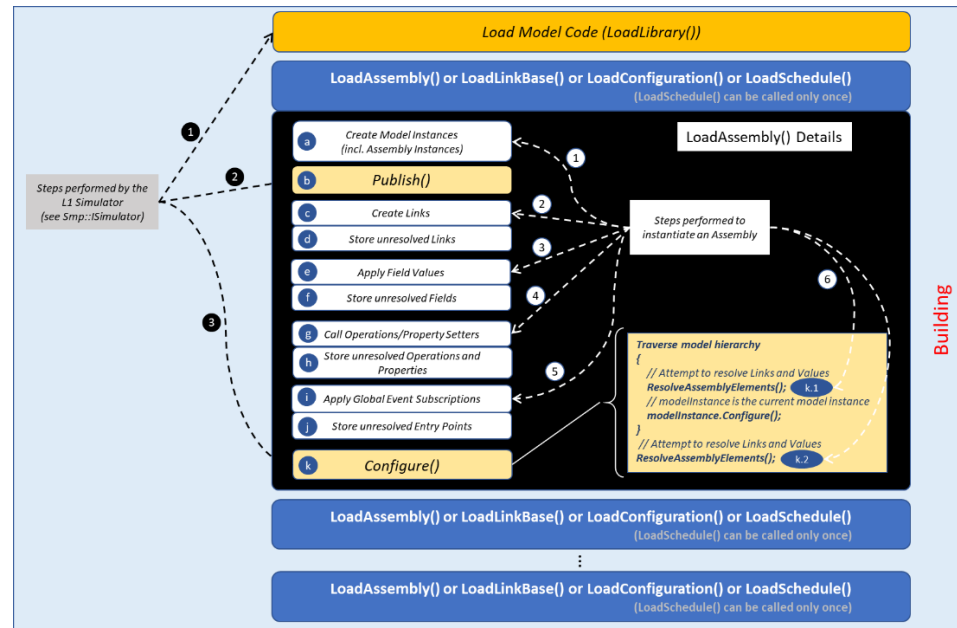 Load Model Code (LoadLibrary())
LoadAssembly() or LoadLinkBase() or LoadConfiguration() or LoadSchedule()
(LoadSchedule() can be called only once)
LoadAssembly() Details
a
Create Model Instances
(incl. Assembly Instances)
b
Publish()
c
Create Links
d
Store unresolved Links
e
Apply Field Values
f
Store unresolved Fields
g
Call Operations/Property Setters
h
Store unresolved Operations and
Properties
i
Apply Global Event Subscriptions
j
Store unresolved Entry Points
k
Configure()
1
2
3
Steps performed by the
L1 Simulator
(see Smp::ISimulator)
1
2
3
4
5
6
Steps performed to
instantiate an Assembly
Traverse model hierarchy
{
// Attempt to resolve Links and Values
ResolveAssemblyElements(); k.1
// modelInstance is the current model instance
modelInstance.Configure();
}
// Attempt to resolve Links and Values
ResolveAssemblyElements(); k.2
Building
LoadAssembly() or LoadLinkBase() or LoadConfiguration() or LoadSchedule()
(LoadSchedule() can be called only once)
⋮
LoadAssembly() or LoadLinkBase() or LoadConfiguration() or LoadSchedule()
(LoadSchedule() can be called only once)